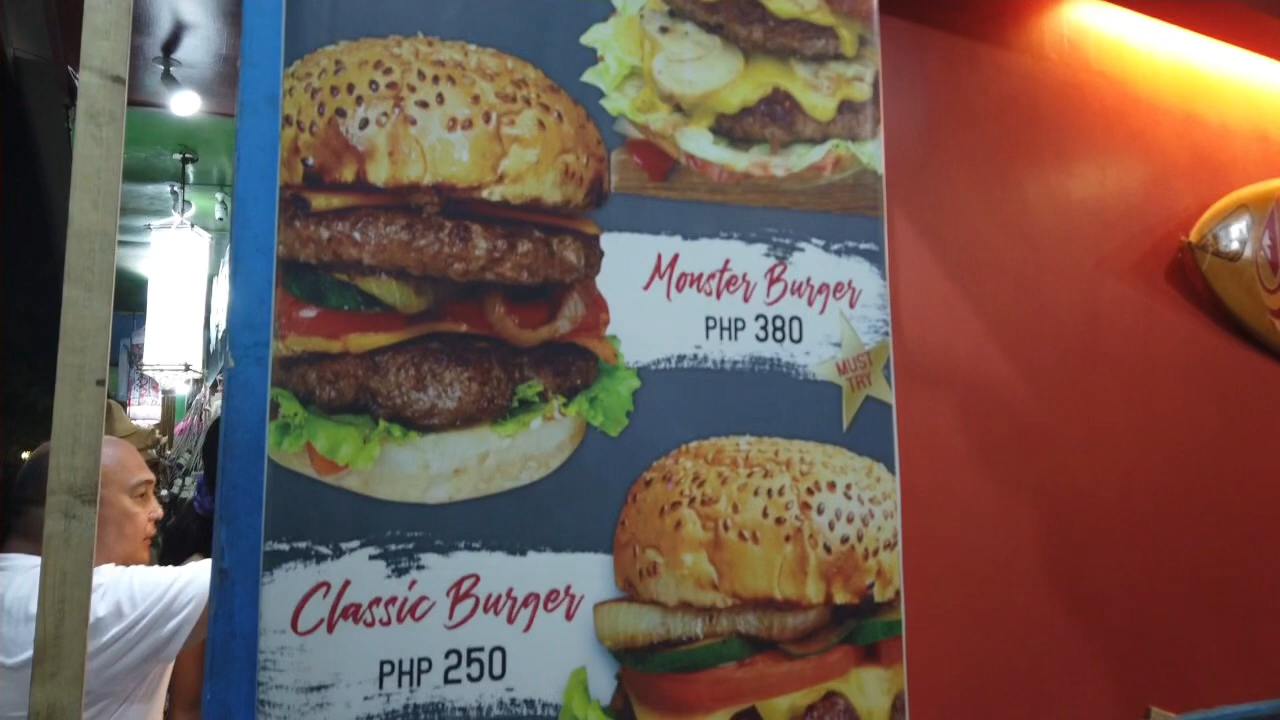 Monster Burger
PHP 380
MUST
TRY
Classic Burger
PHP 250